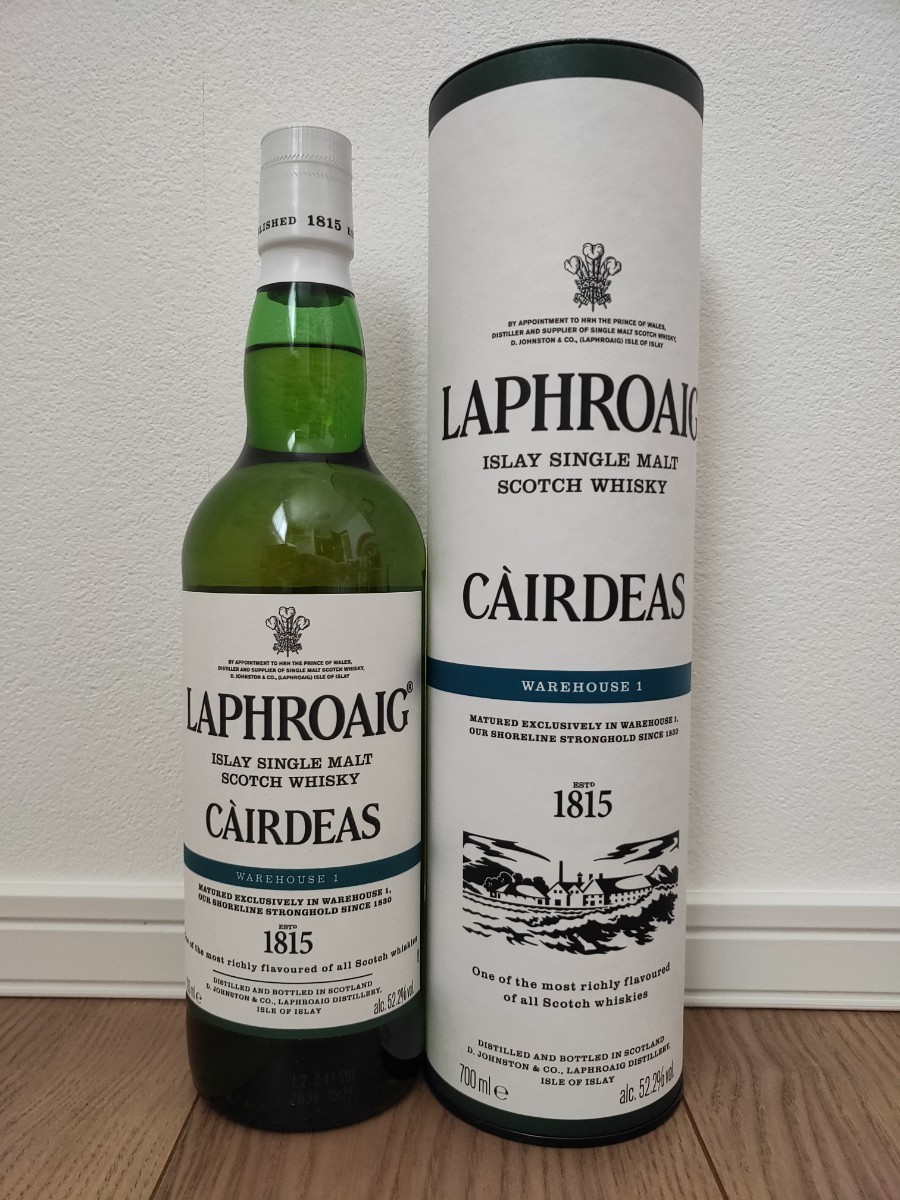 LISHED 1815 E
BY APPOINTMENT TO HRH THE PRINCE OF WALES,
DISTILLER AND SUPPLIER OF SINGLE MALT SCOTCH WHISKY,
D. JOHNSTON & CO., (LAPHROAIG) ISLE OF ISLAY
LAPHROAIG®
ISLAY SINGLE MALT
SCOTCH WHISKY
CÀIRDEAS
WAREHOUSE 1
MATURED EXCLUSIVELY IN WAREHOUSE 1,
OUR SHORELINE STRONGHOLD SINCE 1830
ESTD
1815
of the most richly flavoured of all Scotch whiskies
DISTILLED AND BOTTLED IN SCOTLAND
D. JOHNSTON & CO., LAPHROAIG DISTILLERY,
ISLE OF ISLAY
ml e
alc. 52.2% vol.
BY APPOINTMENT TO HRH THE PRINCE OF WALES,
DISTILLER AND SUPPLIER OF SINGLE MALT SCOTCH WHISKY,
D. JOHNSTON & CO., (LAPHROAIG) ISLE OF ISLAY
LAPHROAIG
ISLAY SINGLE MALT
SCOTCH WHISKY
CÀIRDEAS
WAREHOUSE 1
MATURED EXCLUSIVELY IN WAREHOUSE 1,
OUR SHORELINE STRONGHOLD SINCE 1830
ESTD
1815
One of the most richly flavoured
of all Scotch whiskies
DISTILLED AND BOTTLED IN SCOTLAND
D. JOHNSTON & CO., LAPHROAIG DISTILLERY,
ISLE OF ISLAY
700 ml e
alc. 52.2% vol.